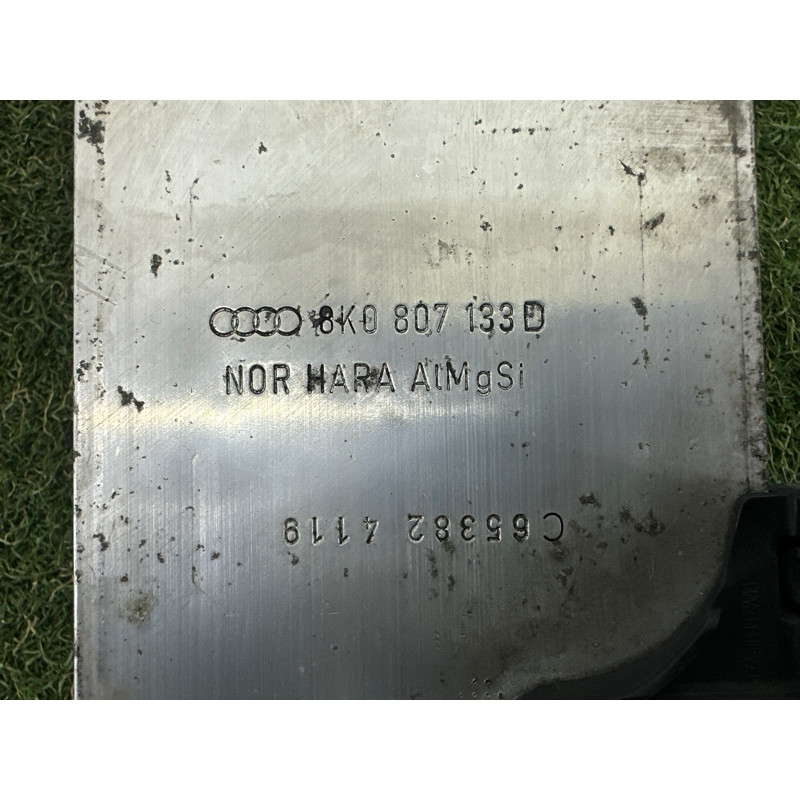 8K0 807 133 D
NOR HARA AlMgSi
C65382 4119